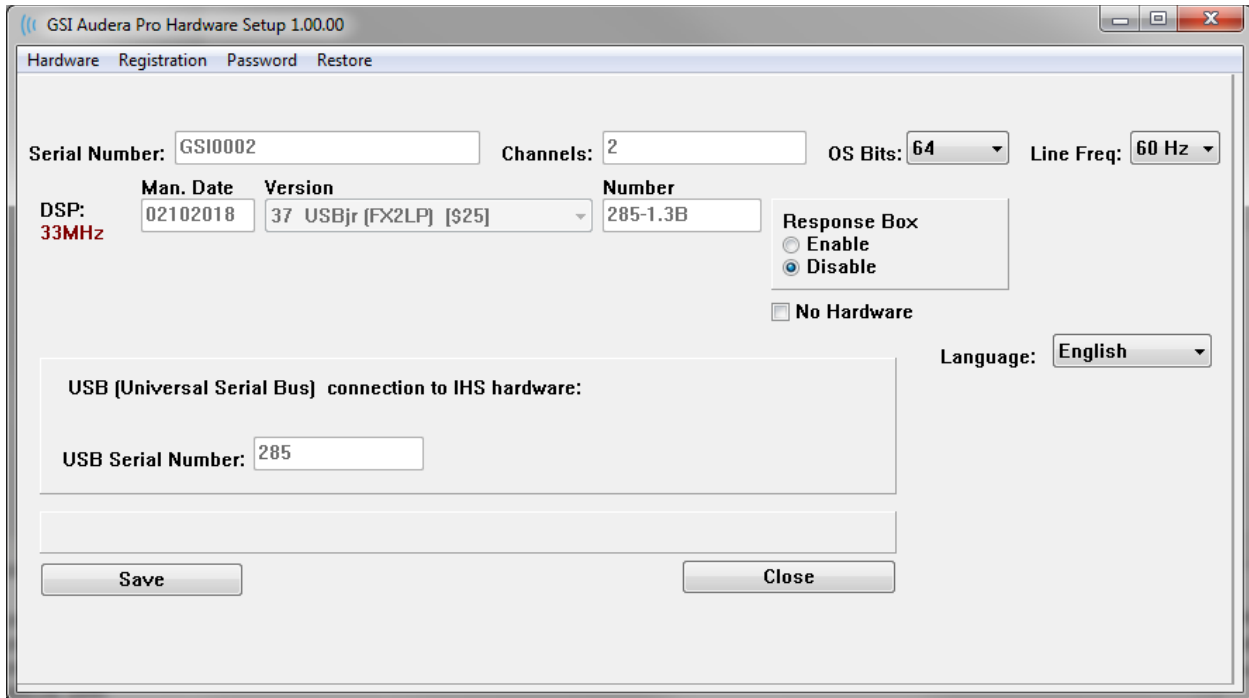 GSI Audera Pro Hardware Setup 1.00.00
Hardware Registration Password Restore
Serial Number: GSI0002 Channels: 2 OS Bits: 64 Line Freq: 60 Hz
Man. Date Version Number
DSP: 02102018 37 USBjr (FX2LP) [$25] 285-1.3B
33MHz
Response Box
Enable
Disable
No Hardware
Language: English
USB (Universal Serial Bus) connection to IHS hardware:
USB Serial Number: 285
Save Close